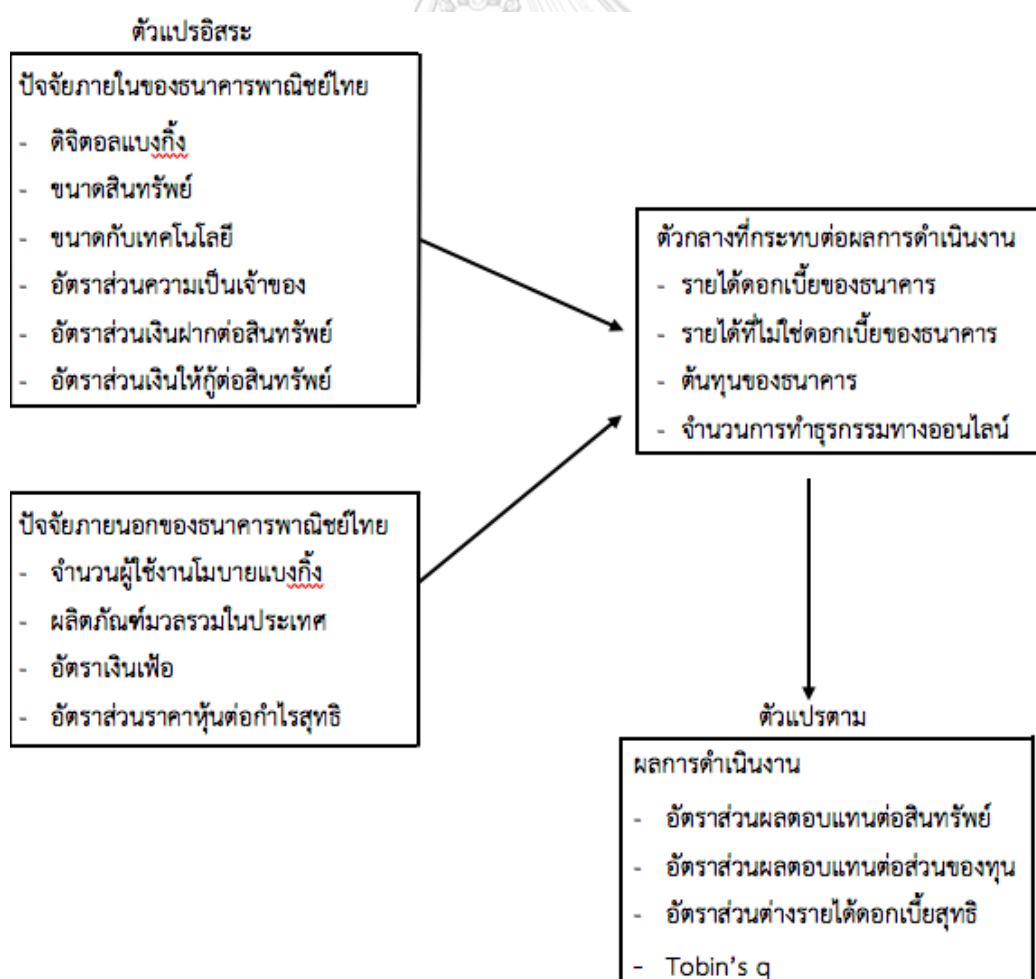 ตัวแปรอิสระ
ปัจจัยภายในของธนาคารพาณิชย์ไทย
- ดิจิตอลแบงกิ้ง
- ขนาดสินทรัพย์
- ขนาดกับเทคโนโลยี
- อัตราส่วนความเป็นเจ้าของ
- อัตราส่วนเงินฝากต่อสินทรัพย์
- อัตราส่วนเงินให้กู้ต่อสินทรัพย์
ปัจจัยภายนอกของธนาคารพาณิชย์ไทย
- จำนวนผู้ใช้งานโมบายแบงกิ้ง
- ผลิตภัณฑ์มวลรวมในประเทศ
- อัตราเงินเฟ้อ
- อัตราส่วนราคาหุ้นต่อกำไรสุทธิ
ตัวกลางที่กระทบต่อผลการดำเนินงาน
- รายได้ดอกเบี้ยของธนาคาร
- รายได้ที่ไม่ใช่ดอกเบี้ยของธนาคาร
- ต้นทุนของธนาคาร
- จำนวนการทำธุรกรรมทางออนไลน์
ตัวแปรตาม
ผลการดำเนินงาน
- อัตราส่วนผลตอบแทนต่อสินทรัพย์
- อัตราส่วนผลตอบแทนต่อส่วนของทุน
- อัตราส่วนต่างรายได้ดอกเบี้ยสุทธิ
- Tobin's q